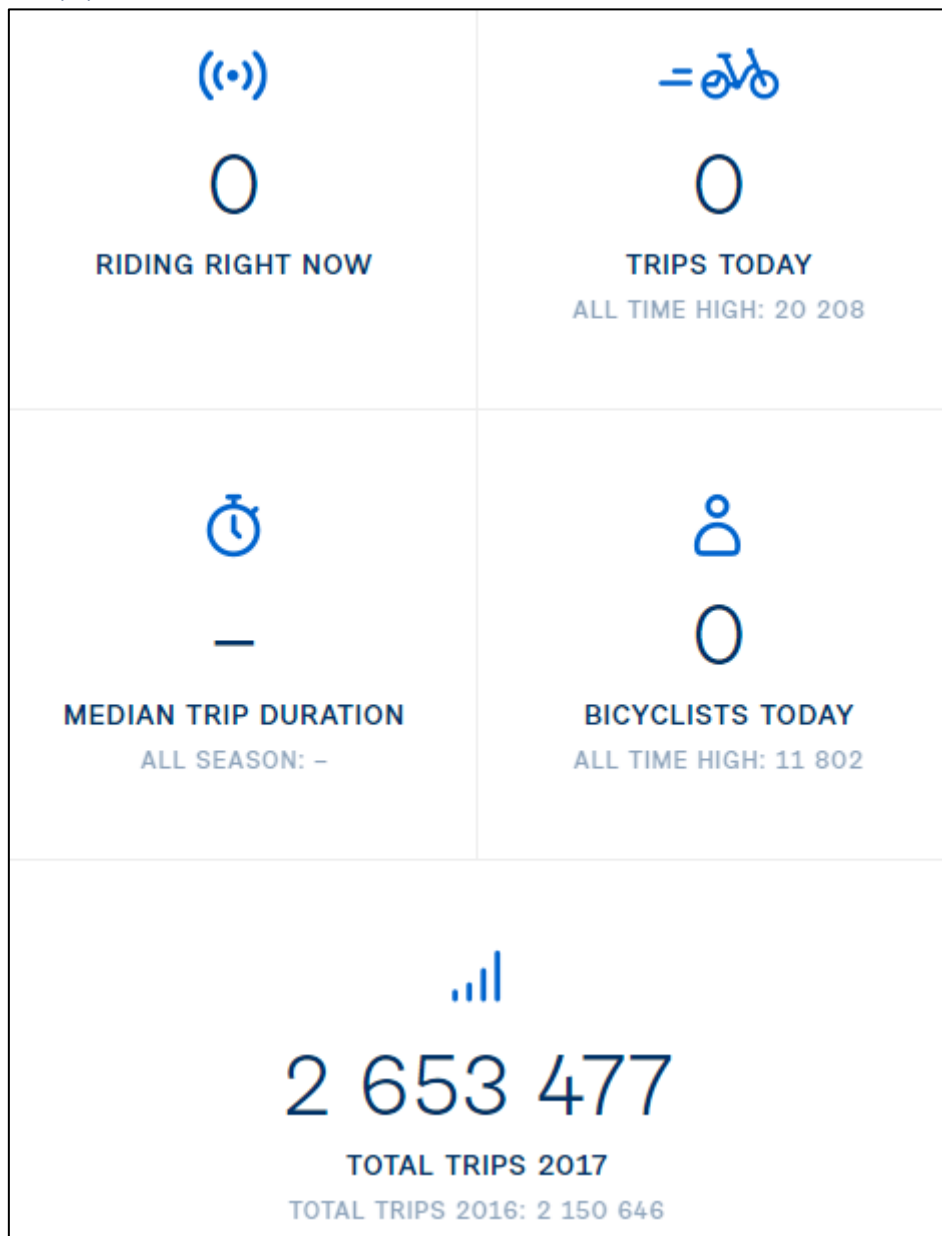 0
RIDING RIGHT NOW
0
TRIPS TODAY
ALL TIME HIGH: 20 208
–
MEDIAN TRIP DURATION
ALL SEASON: –
0
BICYCLISTS TODAY
ALL TIME HIGH: 11 802
2 653 477
TOTAL TRIPS 2017
TOTAL TRIPS 2016: 2 150 646